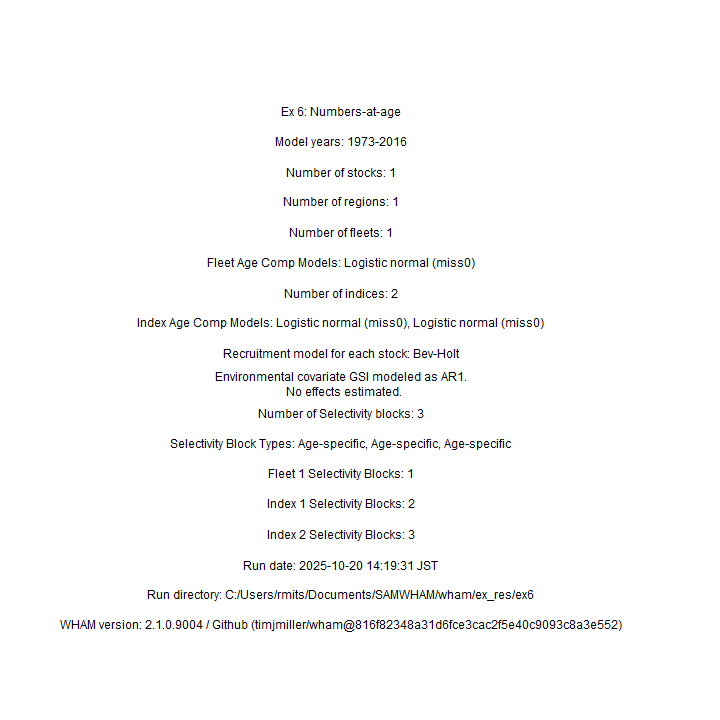 Ex 6: Numbers-at-age
Model years: 1973-2016
Number of stocks: 1
Number of regions: 1
Number of fleets: 1
Fleet Age Comp Models: Logistic normal (miss0)
Number of indices: 2
Index Age Comp Models: Logistic normal (miss0), Logistic normal (miss0)
Recruitment model for each stock: Bev-Holt
Environmental covariate GSI modeled as AR1.
No effects estimated.
Number of Selectivity blocks: 3
Selectivity Block Types: Age-specific, Age-specific, Age-specific
Fleet 1 Selectivity Blocks: 1
Index 1 Selectivity Blocks: 2
Index 2 Selectivity Blocks: 3
Run date: 2025-10-20 14:19:31 JST
Run directory: C:/Users/rmits/Documents/SAMWHAM/wham/ex_res/ex6
WHAM version: 2.1.0.9004 / Github (timjmiller/wham@816f82348a31d6fce3cac2f5e40c9093c8a3e552)